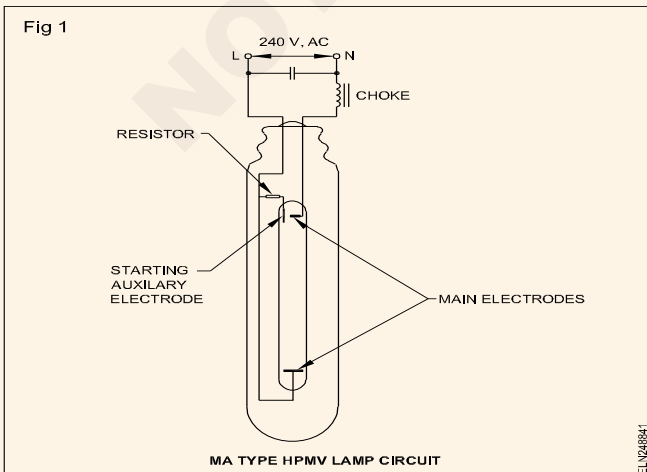 Fig 1
240 V, AC
L
N
CHOKE
RESISTOR
STARTING
AUXILARY
ELECTRODE
MAIN ELECTRODES
MA TYPE HPMV LAMP CIRCUIT
ELN248841